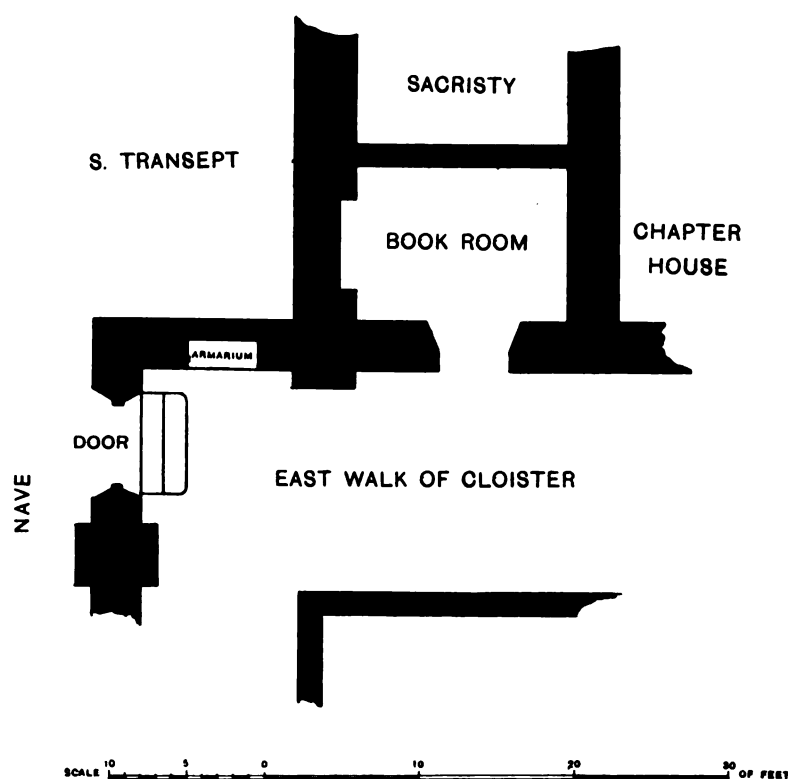 SACRISTY
S. TRANSEPT
BOOK ROOM
CHAPTER
HOUSE
ARMARIUM
DOOR
NAVE
EAST WALK OF CLOISTER
SCALE 10 5 0 10 20 30 OF FEET